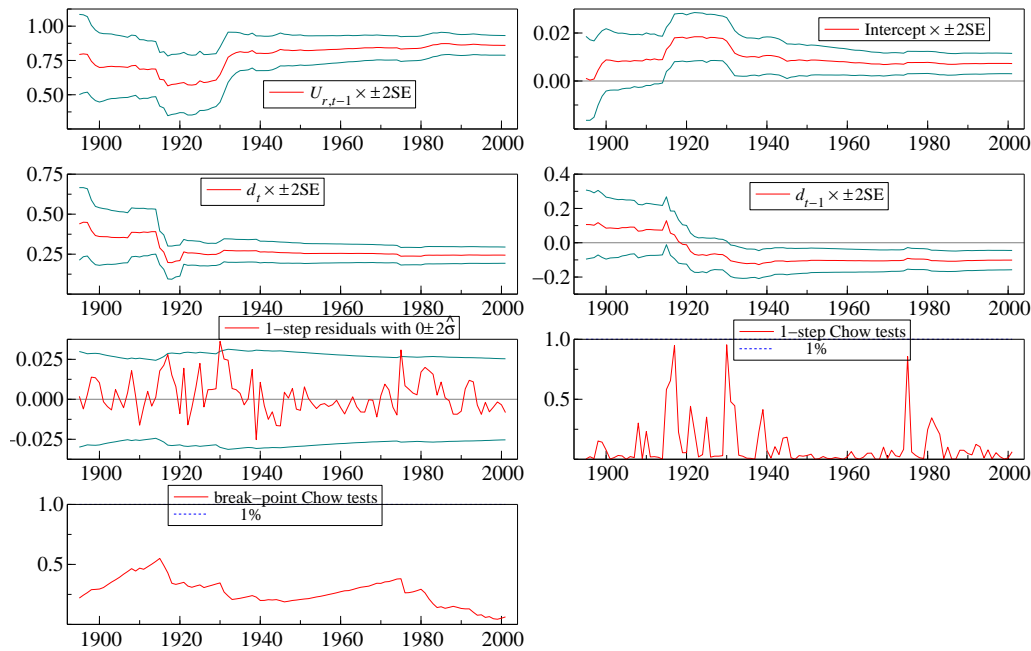 1.00
0.75
0.50
U_{r,t−1} × ±2SE
1900 1920 1940 1960 1980 2000
0.02
0.00
Intercept × ±2SE
1900 1920 1940 1960 1980 2000
0.75
0.50
0.25
d_t × ±2SE
1900 1920 1940 1960 1980 2000
0.4
0.2
0.0
−0.2
d_{t−1} × ±2SE
1900 1920 1940 1960 1980 2000
1−step residuals with 0±2σ̂
0.025
0.000
-0.025
1900 1920 1940 1960 1980 2000
1−step Chow tests
1%
1.0
0.5
1900 1920 1940 1960 1980 2000
break−point Chow tests
1%
1.0
0.5
1900 1920 1940 1960 1980 2000